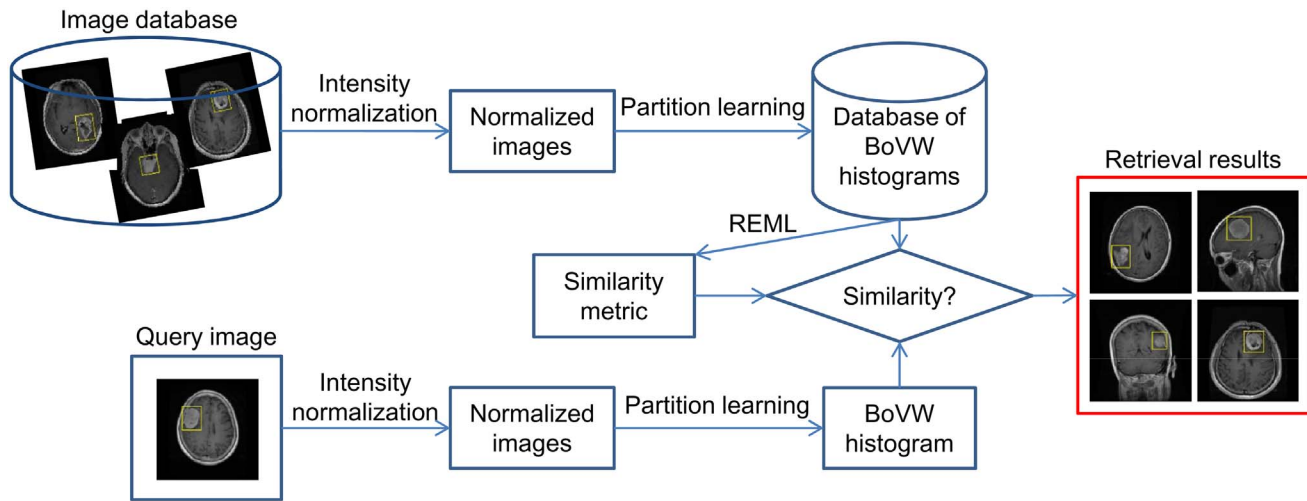 Image database
Intensity
normalization
Normalized
images
Partition learning
Database of
BoVW
histograms
Retrieval results
REML
Similarity
metric
Similarity?
Query image
Intensity
normalization
Normalized
images
Partition learning
BoVW
histogram